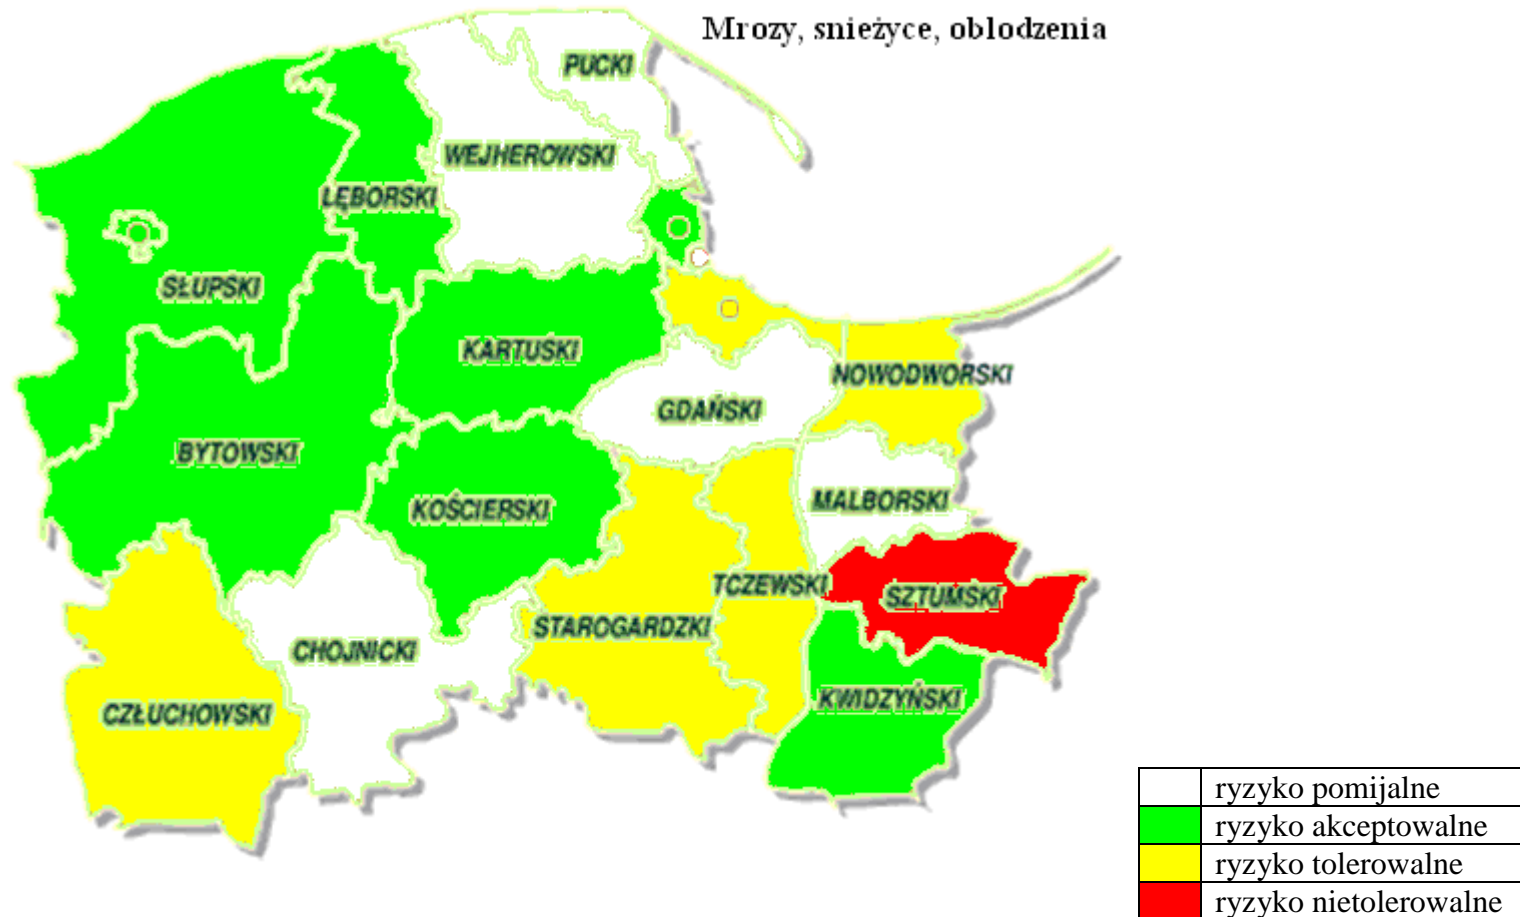 Mrozy, snieżyce, oblodzenia
PUCKI
WEJHEROWSKI
LĘBORSKI
SŁUPSKI
KARTUSKI
NOWODWORSKI
GDAŃSKI
BYTOWSKI
MALBORSKI
KOŚCIERSKI
TCZEWSKI
SZTUMSKI
STAROGARDZKI
CHOJNICKI
KWIDZYŃSKI
CZŁUCHOWSKI
ryzyko pomijalne
ryzyko akceptowalne
ryzyko tolerowalne
ryzyko nietolerowalne